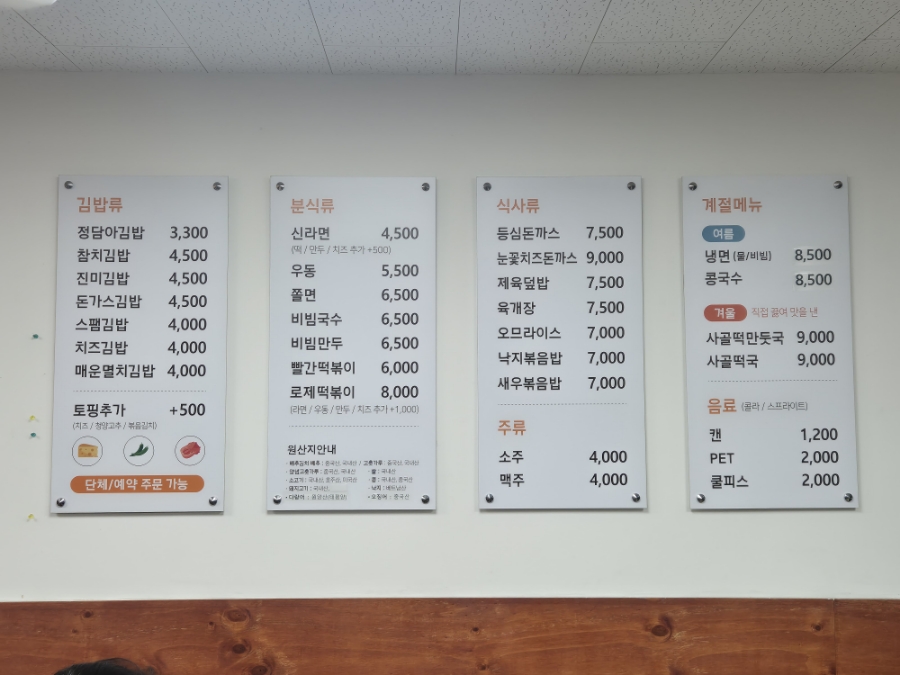 김밥류
정담아김밥 3,300
참치김밥 4,500
진미김밥 4,500
돈가스김밥 4,500
스팸김밥 4,000
치즈김밥 4,000
매운멸치김밥 4,000
토핑추가 +500
(치즈 / 청양고추 / 볶음김치)
단체/예약 주문 가능
분식류
신라면 4,500
(떡 / 만두 / 치즈 추가 +500)
우동 5,500
쫄면 6,500
비빔국수 6,500
비빔만두 6,500
빨간떡볶이 6,000
로제떡볶이 8,000
(라면 / 우동 / 만두 / 치즈 추가 +1,000)
원산지안내
식사류
등심돈까스 7,500
눈꽃치즈돈까스 9,000
제육덮밥 7,500
육개장 7,500
오므라이스 7,000
낙지볶음밥 7,000
새우볶음밥 7,000
주류
소주 4,000
맥주 4,000
계절메뉴
여름
냉면 (물/비빔) 8,500
콩국수 8,500
겨울 직접 끓여 맛을 낸
사골떡만둣국 9,000
사골떡국 9,000
음료 (콜라 / 스프라이트)
캔 1,200
PET 2,000
쿨피스 2,000